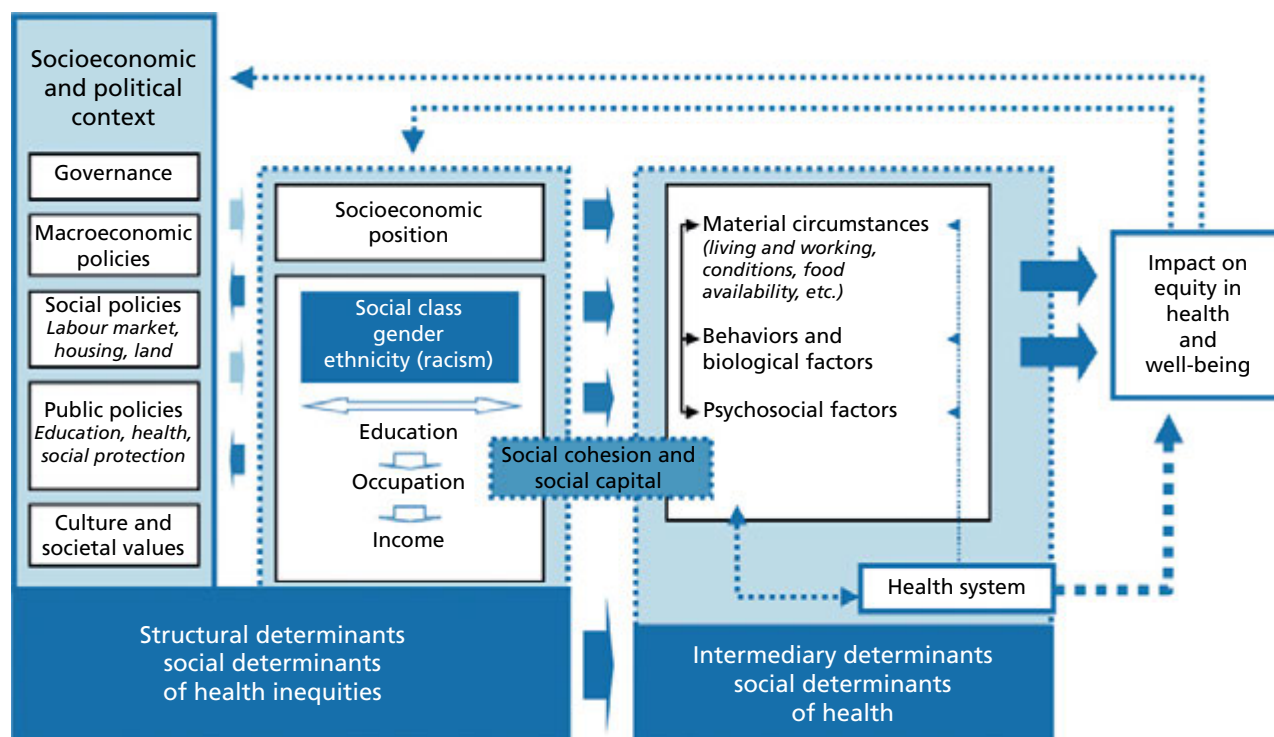 Socioeconomic
and political
context
Governance
Macroeconomic
policies
Social policies
Labour market,
housing, land
Public policies
Education, health,
social protection
Culture and
societal values
Socioeconomic
position
Social class
gender
ethnicity (racism)
Education
Occupation
Income
Social cohesion and
social capital
Material circumstances
(living and working,
conditions, food
availability, etc.)
Behaviors and
biological factors
Psychosocial factors
Health system
Impact on
equity in
health
and
well-being
Structural determinants
social determinants
of health inequities
Intermediary determinants
social determinants
of health